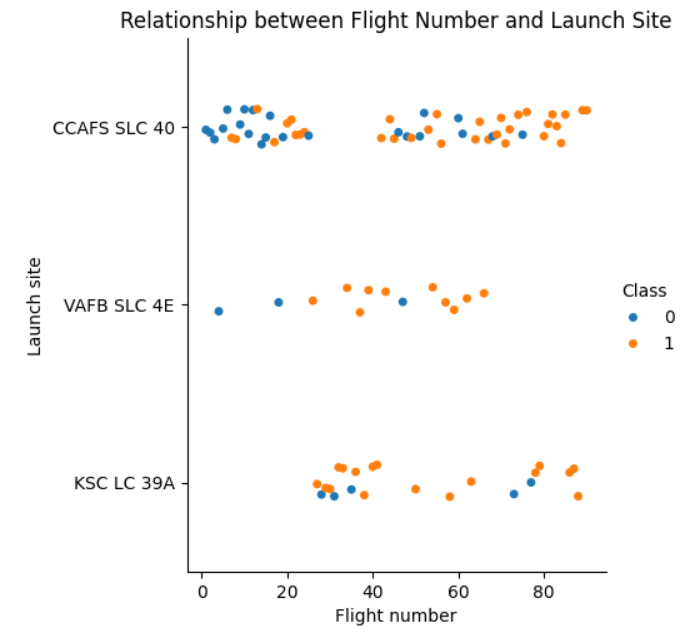 Relationship between Flight Number and Launch Site
CCAFS SLC 40
VAFB SLC 4E
KSC LC 39A
Launch site
0
20
40
60
80
Flight number
Class
0
1